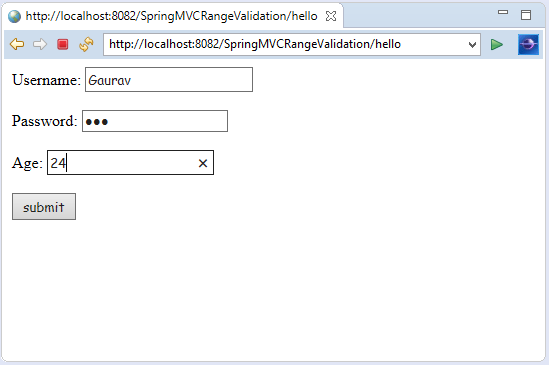 http://localhost:8082/SpringMVCRangeValidation/hello
http://localhost:8082/SpringMVCRangeValidation/hello
Username: Gaurav
Password: ●●●
Age: 24
submit